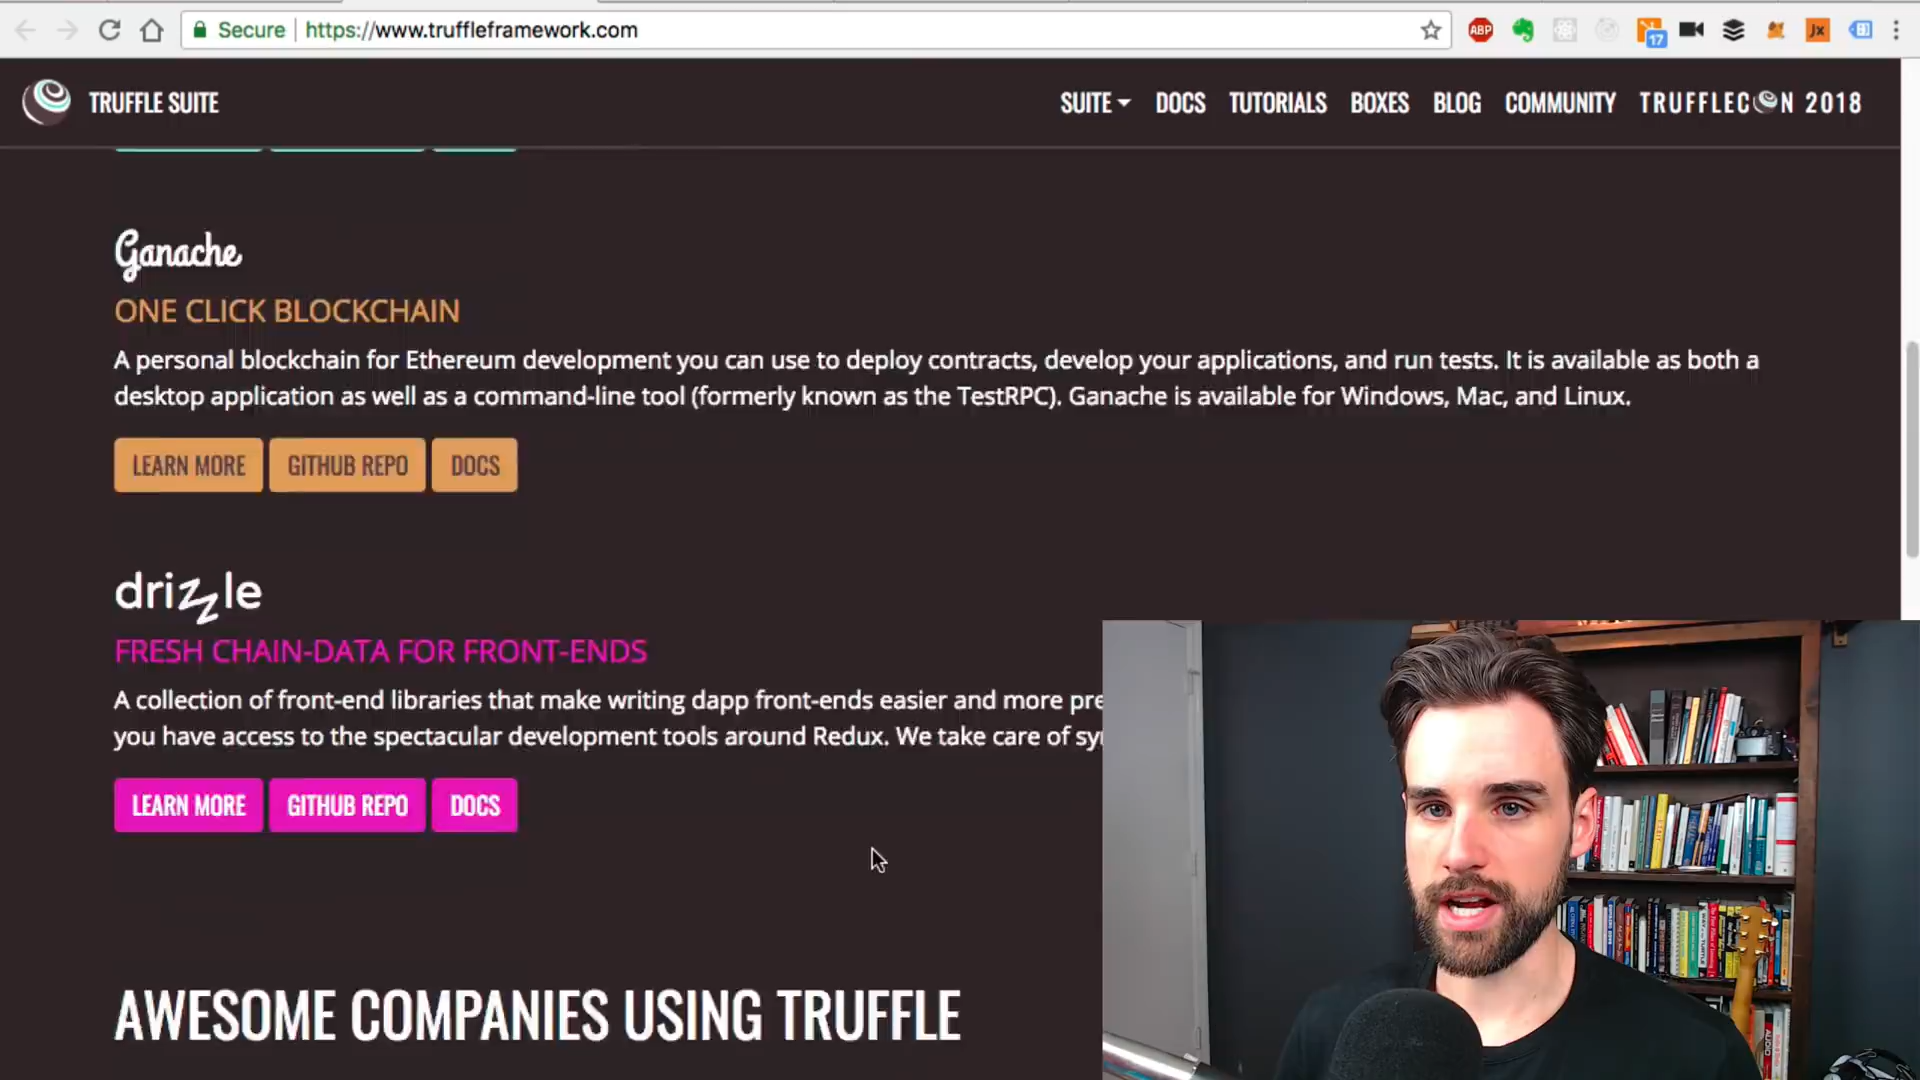 Secure
https://www.truffleframework.com
ABP
17
Jx
TRUFFLE SUITE
SUITE
DOCS
TUTORIALS
BOXES
BLOG
COMMUNITY
TRUFFLECON 2018
Ganache
ONE CLICK BLOCKCHAIN
A personal blockchain for Ethereum development you can use to deploy contracts, develop your applications, and run tests. It is available as both a
desktop application as well as a command-line tool (formerly known as the TestRPC). Ganache is available for Windows, Mac, and Linux.
LEARN MORE
GITHUB REPO
DOCS
drizzle
FRESH CHAIN-DATA FOR FRONT-ENDS
A collection of front-end libraries that make writing dapp front-ends easier and more pre
you have access to the spectacular development tools around Redux. We take care of sy
LEARN MORE
GITHUB REPO
DOCS
AWESOME COMPANIES USING TRUFFLE